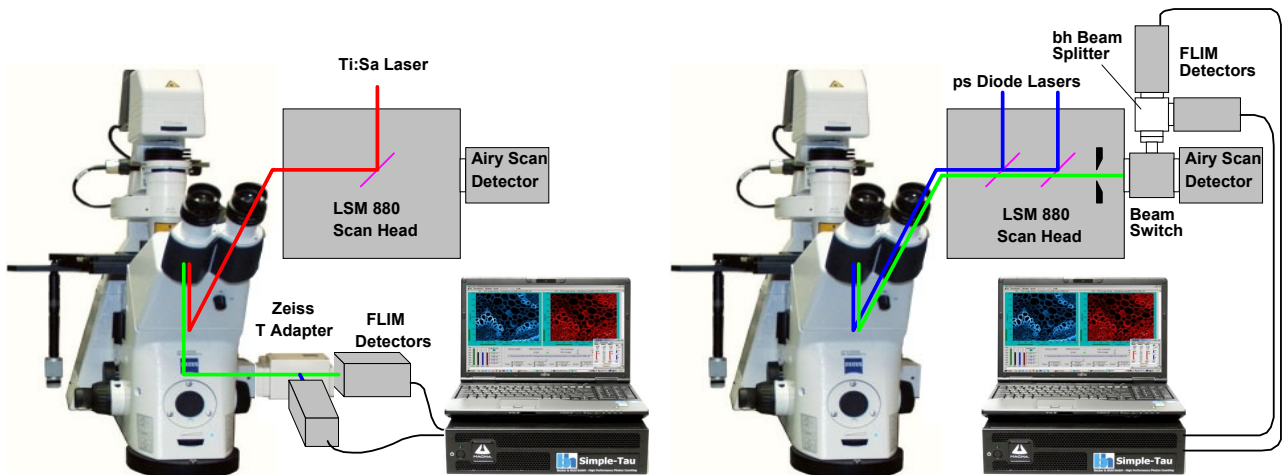 Ti:Sa Laser
Airy Scan
Detector
LSM 880
Scan Head
Zeiss
T Adapter
FLIM
Detectors
Simple-Tau
bh Beam
Splitter
FLIM
Detectors
ps Diode Lasers
Airy Scan
Detector
LSM 880
Scan Head
Beam
Switch
Simple-Tau